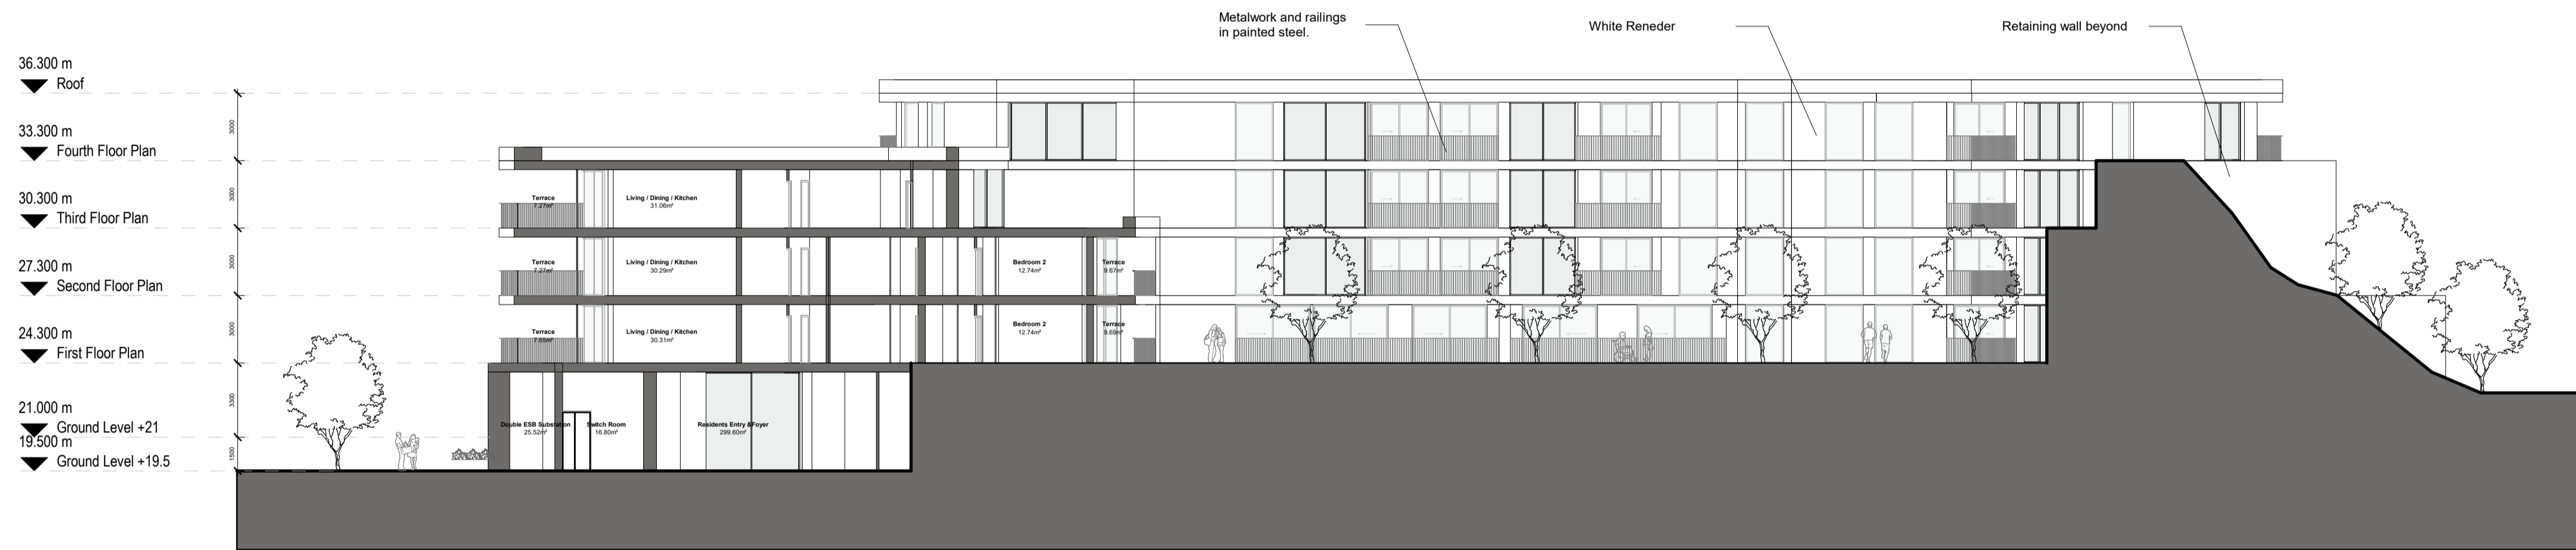 Metalwork and railings
in painted steel.
White Reneder
Retaining wall beyond
36.300 m
Roof
33.300 m
Fourth Floor Plan
30.300 m
Third Floor Plan
27.300 m
Second Floor Plan
24.300 m
First Floor Plan
21.000 m
Ground Level +21
19.500 m
Ground Level +19.5
3000
3000
3000
3000
3300
1500
Terrace
7.27m²
Living / Dining / Kitchen
31.06m²
Terrace
7.27m²
Living / Dining / Kitchen
30.29m²
Bedroom 2
12.74m²
Terrace
9.67m²
Terrace
7.65m²
Living / Dining / Kitchen
30.31m²
Bedroom 2
12.74m²
Terrace
9.69m²
Double ESB Substation
25.52m²
Switch Room
16.80m²
Residents Entry &Foyer
299.60m²